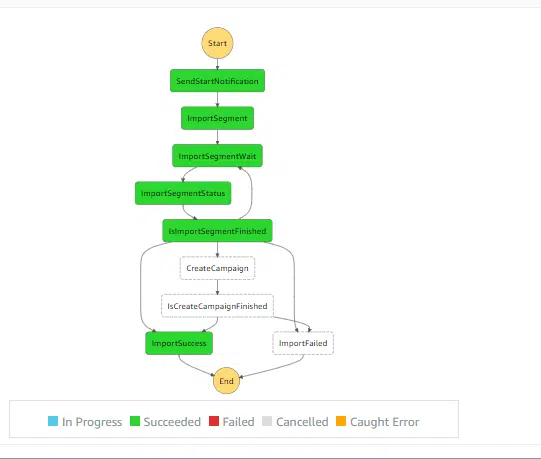 Start
SendStartNotification
ImportSegment
ImportSegmentWait
ImportSegmentStatus
IsImportSegmentFinished
CreateCampaign
IsCreateCampaignFinished
ImportSuccess
ImportFailed
End
In Progress Succeeded Failed Cancelled Caught Error